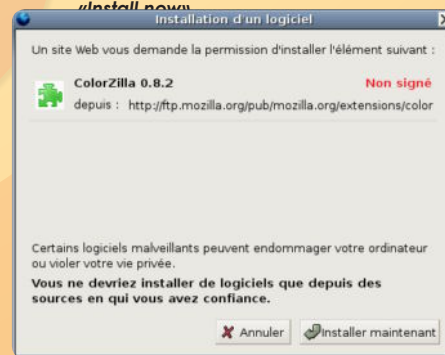 «Install now»
Installation d'un logiciel
Un site Web vous demande la permission d'installer l'élément suivant :
ColorZilla 0.8.2 Non signé
depuis : http://ftp.mozilla.org/pub/mozilla.org/extensions/color
Certains logiciels malveillants peuvent endommager votre ordinateur
ou violer votre vie privée.
Vous ne devriez installer de logiciels que depuis des
sources en qui vous avez confiance.
Annuler Installer maintenant